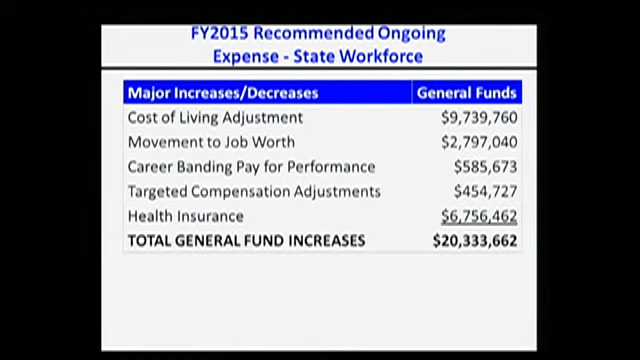 FY2015 Recommended Ongoing
Expense - State Workforce
Major Increases/Decreases General Funds
Cost of Living Adjustment $9,739,760
Movement to Job Worth $2,797,040
Career Banding Pay for Performance $585,673
Targeted Compensation Adjustments $454,727
Health Insurance $6,756,462
TOTAL GENERAL FUND INCREASES $20,333,662